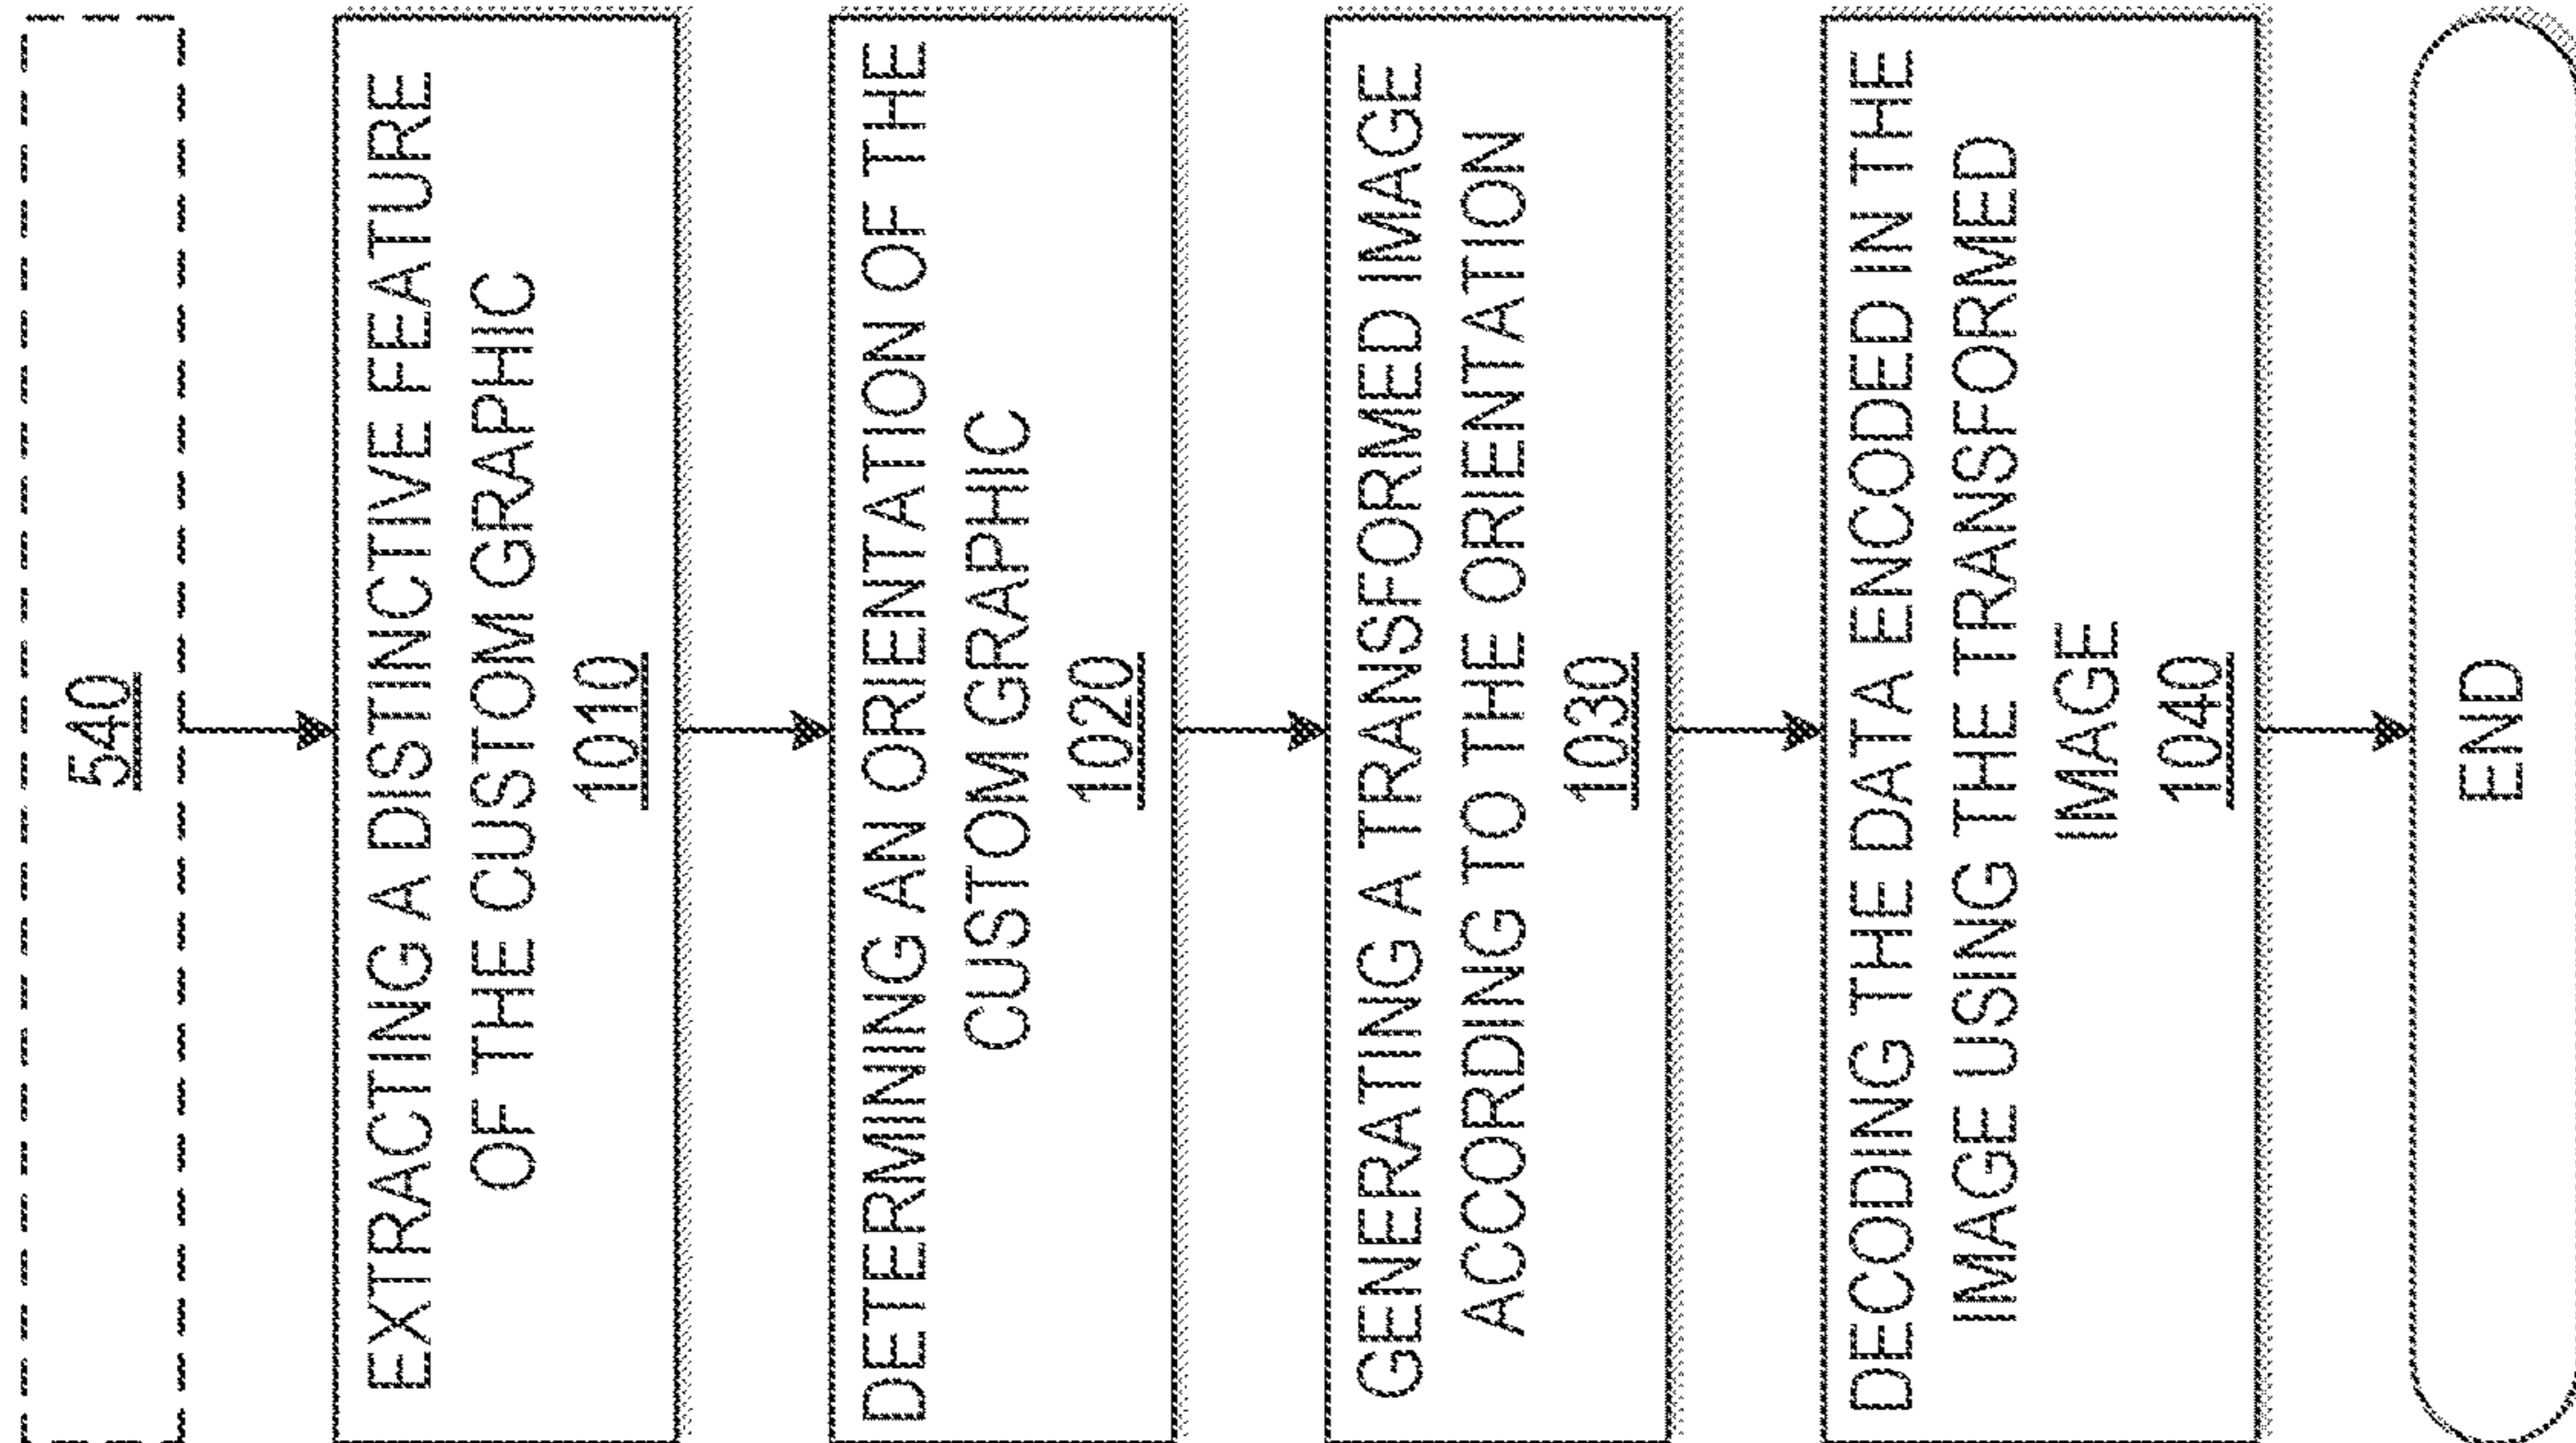 540
EXTRACTING A DISTINCTIVE FEATURE
OF THE CUSTOM GRAPHIC
1010
DETERMINING AN ORIENTATION OF THE
CUSTOM GRAPHIC
1020
GENERATING A TRANSFORMED IMAGE
ACCORDING TO THE ORIENTATION
1030
DECODING THE DATA ENCODED IN THE
IMAGE USING THE TRANSFORMED
IMAGE
1040
END